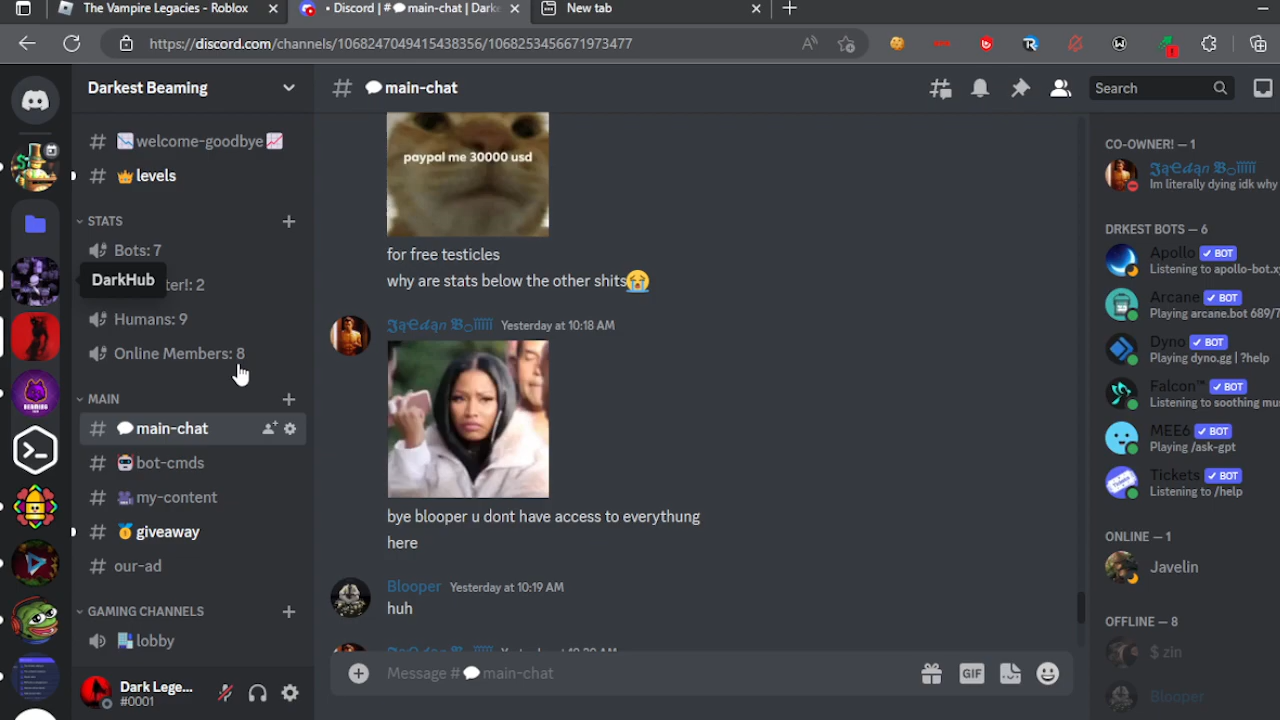 The Vampire Legacies - Roblox
• Discord | # 💬 main-chat | Dark
New tab
https://discord.com/channels/1068247049415438356/1068253456671973477
Darkest Beaming
# 💬main-chat
Search
# 📉welcome-goodbye📈
# 👑levels
STATS
Bots: 7
DarkHub
ter!: 2
Humans: 9
Online Members: 8
MAIN
# 💬main-chat
# 🤖bot-cmds
# my-content
# 🥇giveaway
# our-ad
GAMING CHANNELS
lobby
Dark Lege...
#0001
paypal me 30000 usd
for free testicles
why are stats below the other shits😭
Yesterday at 10:18 AM
bye blooper u dont have access to everythung
here
Blooper Yesterday at 10:19 AM
huh
Message # 💬 main-chat
GIF
CO-OWNER! — 1
Im literally dying idk why
DRKEST BOTS — 6
Apollo ✓ BOT
Listening to apollo-bot.xy
Arcane ✓ BOT
Playing arcane.bot 689/7
Dyno ✓ BOT
Playing dyno.gg | ?help
Falcon™ ✓ BOT
Listening to soothing mu
MEE6 ✓ BOT
Playing /ask-gpt
Tickets ✓ BOT
Listening to /help
ONLINE — 1
Javelin
OFFLINE — 8
$ zin
Blooper